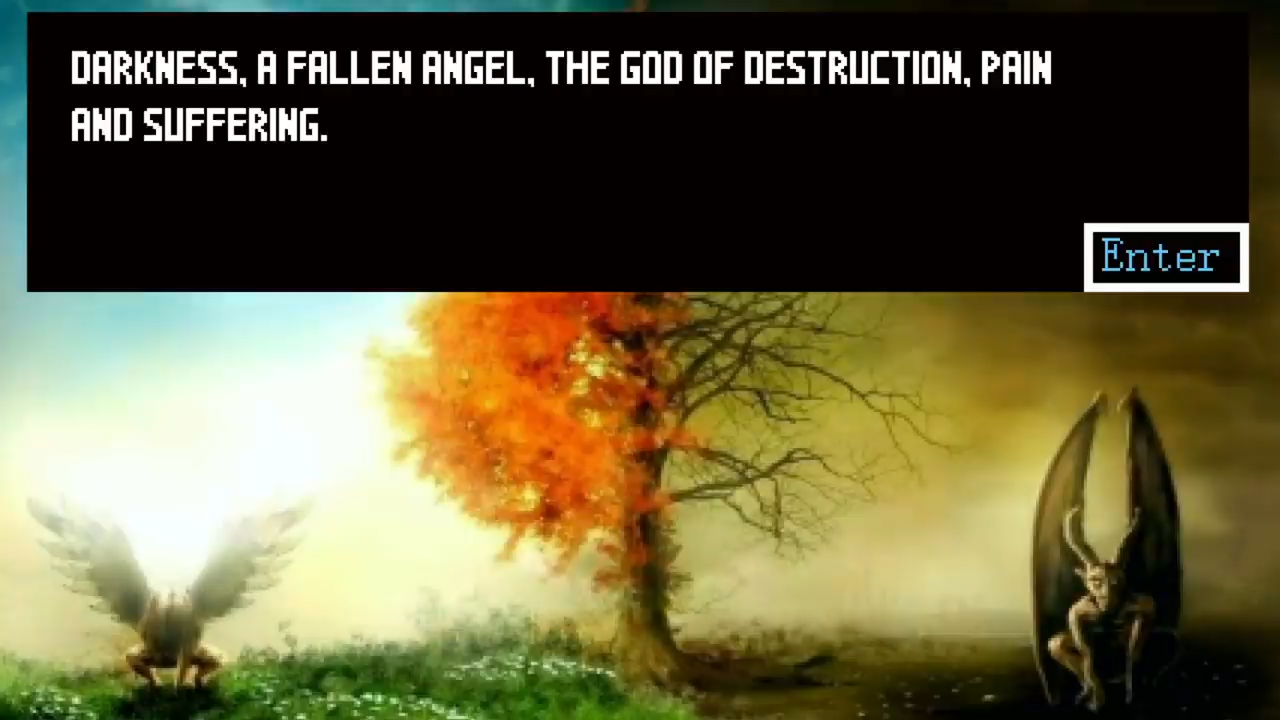 DARKNESS, A FALLEN ANGEL, THE GOD OF DESTRUCTION, PAIN
AND SUFFERING.
Enter